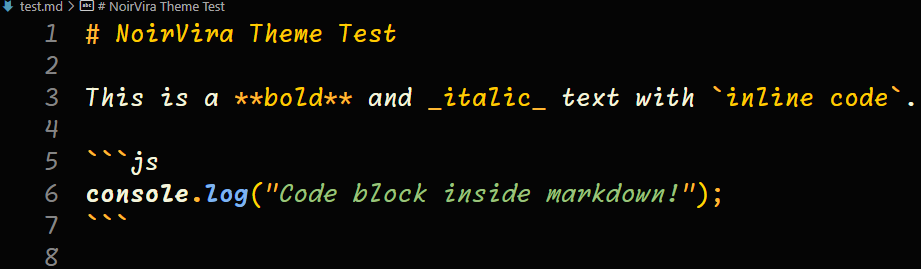 test.md > # NoirVira Theme Test
1 # NoirVira Theme Test
2
3 This is a **bold** and _italic_ text with `inline code`.
4
5 ```js
6 console.log("Code block inside markdown!");
7 ```
8